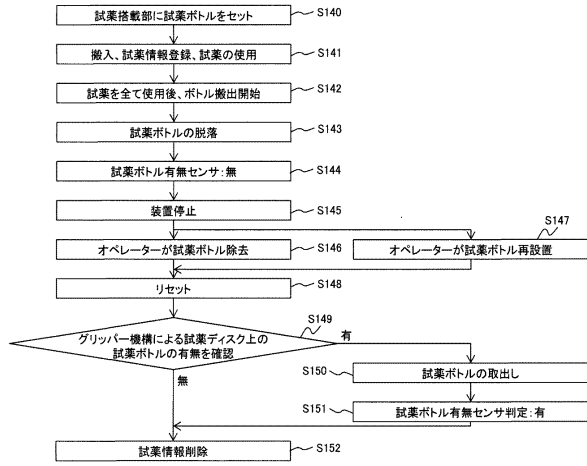 試薬搭載部に試薬ボトルをセット
S140
搬入、試薬情報登録、試薬の使用
S141
試薬を全て使用後、ボトル搬出開始
S142
試薬ボトルの脱落
S143
試薬ボトル有無センサ:無
S144
装置停止
S145
S147
オペレーターが試薬ボトル除去
S146
オペレーターが試薬ボトル再設置
リセット
S148
S149
グリッパー機構による試薬ディスク上の
試薬ボトルの有無を確認
有
S150
試薬ボトルの取出し
無
S151
試薬ボトル有無センサ判定:有
試薬情報削除
S152